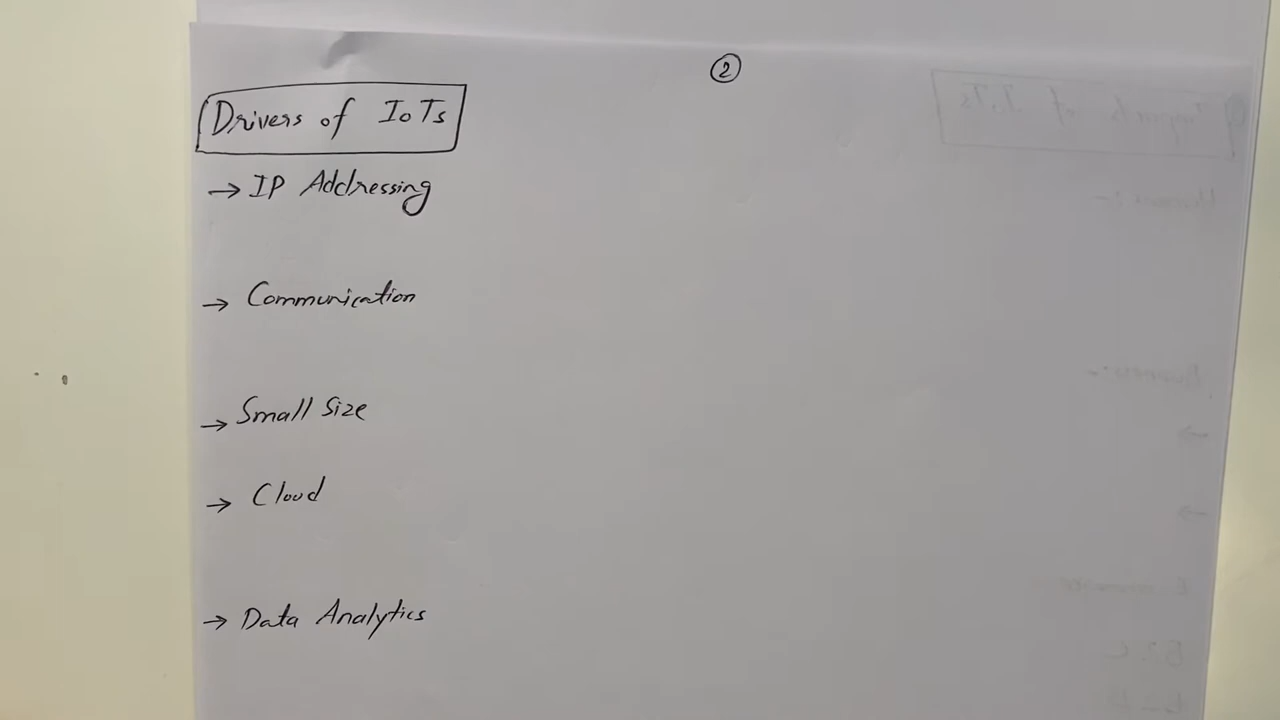 2
Drivers of IoTs
→ IP Addressing
→ Communication
→ Small Size
→ Cloud
→ Data Analytics